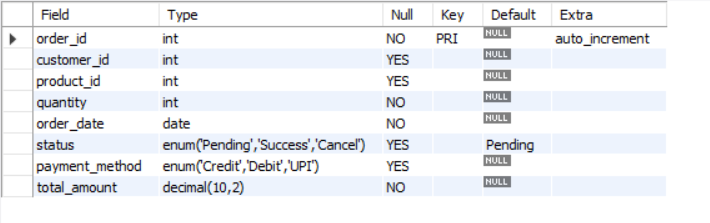 Field Type Null Key Default Extra
order_id int NO PRI NULL auto_increment
customer_id int YES NULL
product_id int YES NULL
quantity int NO NULL
order_date date NO NULL
status enum('Pending','Success','Cancel') YES Pending
payment_method enum('Credit','Debit','UPI') YES NULL
total_amount decimal(10,2) NO NULL